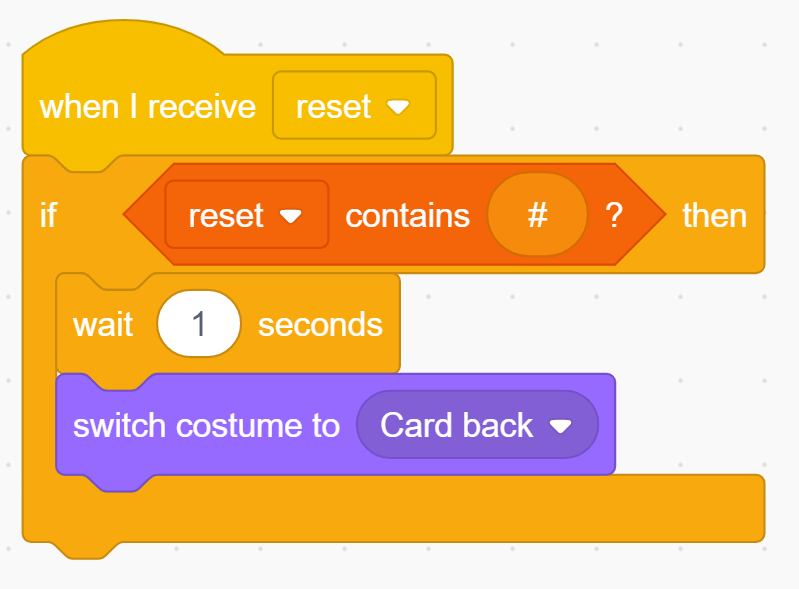 when I receive reset
if reset contains # ? then
wait 1 seconds
switch costume to Card back